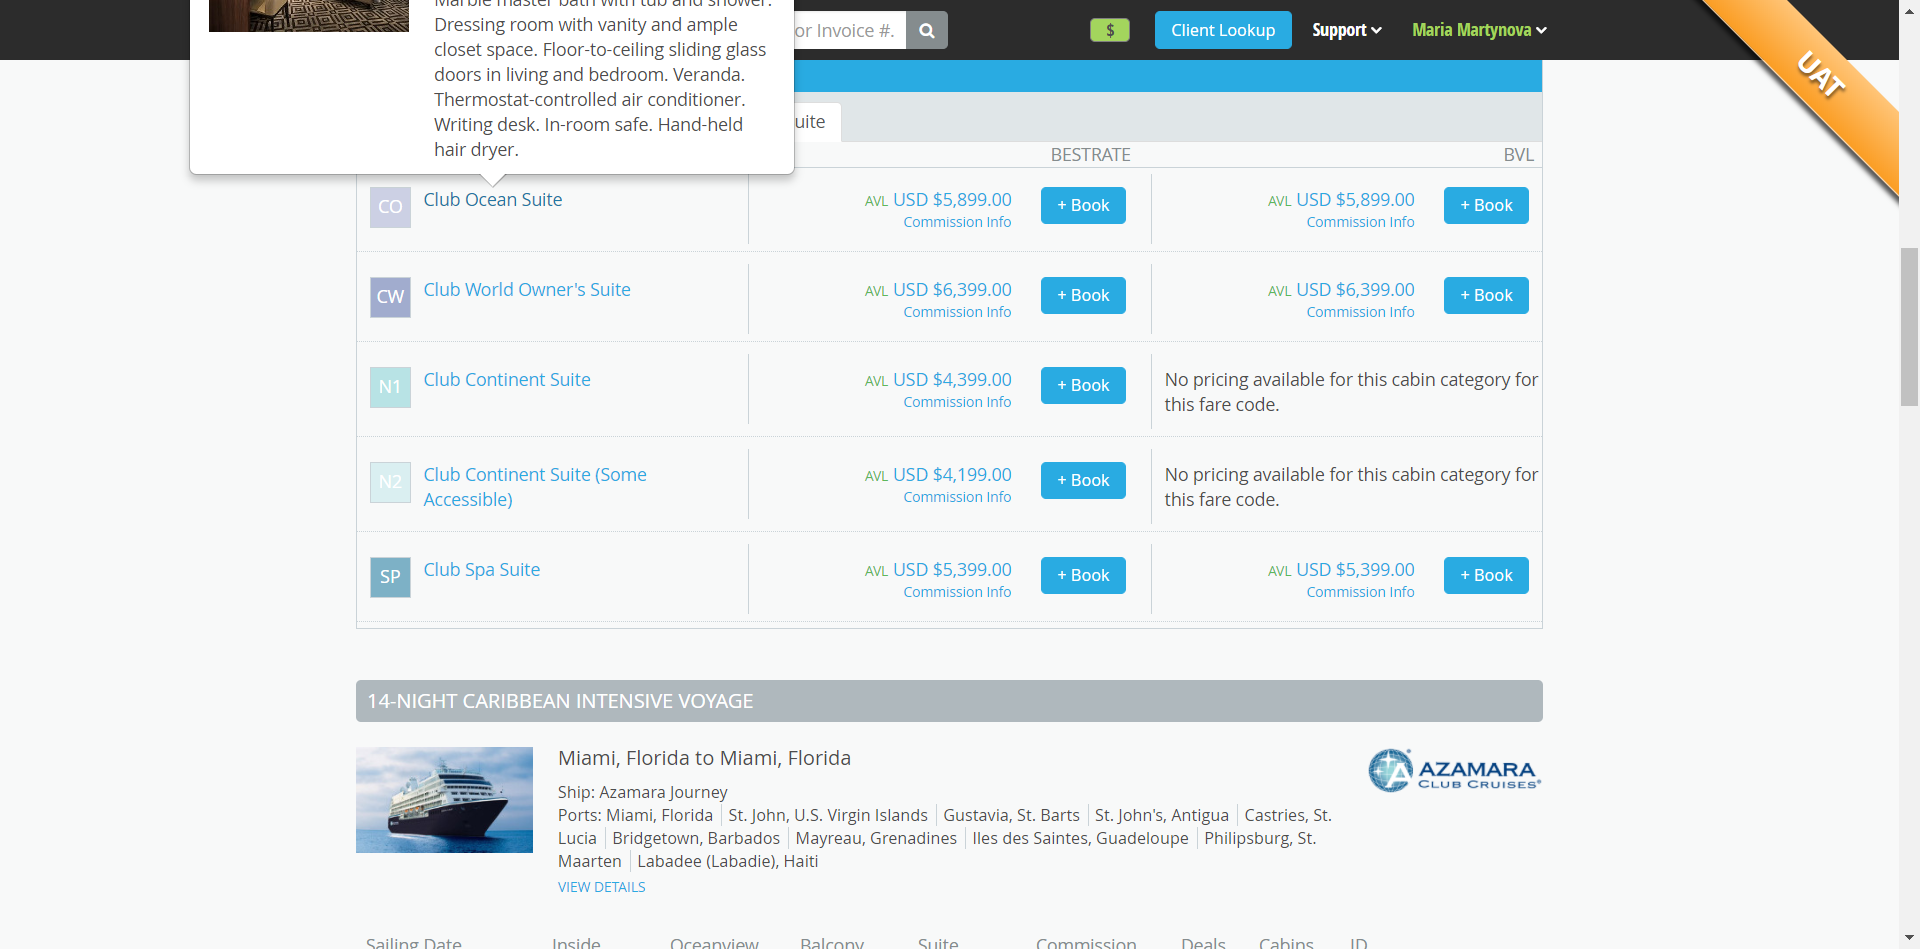 Marble master bath with tub and shower.
Dressing room with vanity and ample
closet space. Floor-to-ceiling sliding glass
doors in living and bedroom. Veranda.
Thermostat-controlled air conditioner.
Writing desk. In-room safe. Hand-held
hair dryer.
or Invoice #.
$
Client Lookup
Support
Maria Martynova
UAT
uite
BESTRATE
BVL
CO
Club Ocean Suite
AVL USD $5,899.00
Commission Info
+ Book
AVL USD $5,899.00
Commission Info
+ Book
CW
Club World Owner's Suite
AVL USD $6,399.00
Commission Info
+ Book
AVL USD $6,399.00
Commission Info
+ Book
N1
Club Continent Suite
AVL USD $4,399.00
Commission Info
+ Book
No pricing available for this cabin category for
this fare code.
N2
Club Continent Suite (Some
Accessible)
AVL USD $4,199.00
Commission Info
+ Book
No pricing available for this cabin category for
this fare code.
SP
Club Spa Suite
AVL USD $5,399.00
Commission Info
+ Book
AVL USD $5,399.00
Commission Info
+ Book
14-NIGHT CARIBBEAN INTENSIVE VOYAGE
Miami, Florida to Miami, Florida
Ship: Azamara Journey
Ports: Miami, Florida | St. John, U.S. Virgin Islands | Gustavia, St. Barts | St. John's, Antigua | Castries, St.
Lucia | Bridgetown, Barbados | Mayreau, Grenadines | Iles des Saintes, Guadeloupe | Philipsburg, St.
Maarten | Labadee (Labadie), Haiti
VIEW DETAILS
AZAMARA
CLUB CRUISES®
Sailing Date Inside Oceanview Balcony Suite Commission Deals Cabins ID